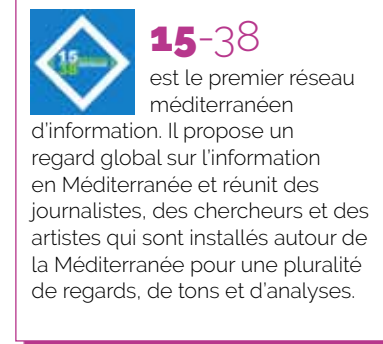 15
38
15-38
est le premier réseau
méditerranéen
d'information. Il propose un
regard global sur l'information
en Méditerranée et réunit des
journalistes, des chercheurs et des
artistes qui sont installés autour de
la Méditerranée pour une pluralité
de regards, de tons et d'analyses.